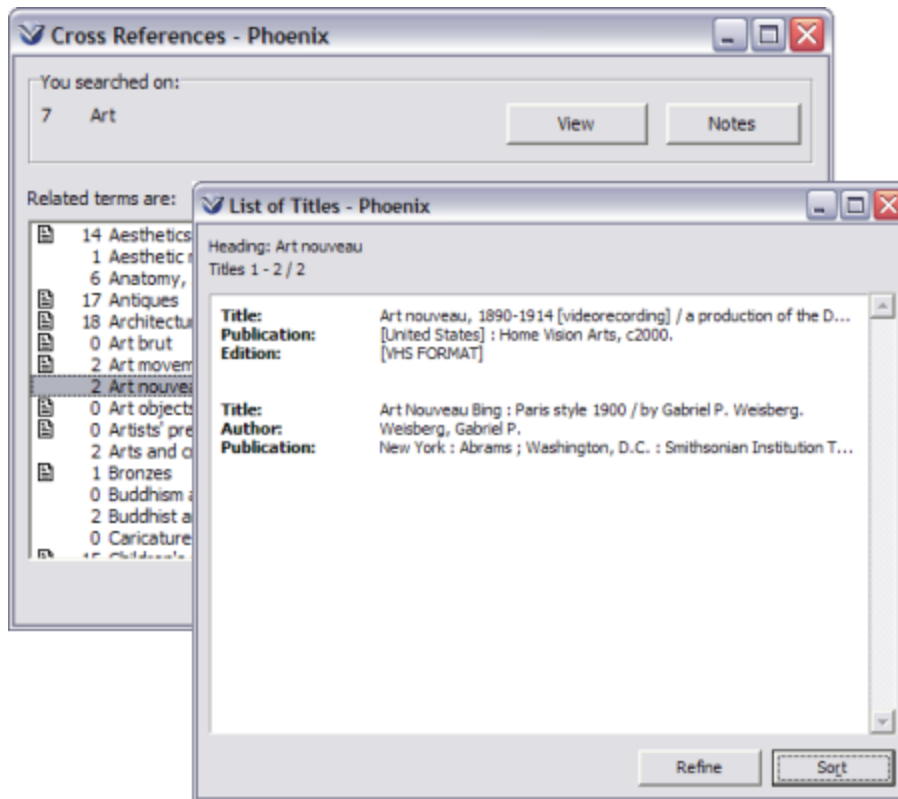 Cross References - Phoenix
You searched on:
7 Art
View Notes
Related terms are:
14 Aesthetics
1 Aesthetic
6 Anatomy,
17 Antiques
18 Architectu
0 Art brut
2 Art movem
2 Art nouvea
0 Art objects
0 Artists' pre
2 Arts and
1 Bronzes
0 Buddhism
2 Buddhist a
0 Caricature
List of Titles - Phoenix
Heading: Art nouveau
Titles 1 - 2 / 2
Title: Art nouveau, 1890-1914 [videorecording] / a production of the D...
Publication: [United States] : Home Vision Arts, c2000.
Edition: [VHS FORMAT]
Title: Art Nouveau Bing : Paris style 1900 / by Gabriel P. Weisberg.
Author: Weisberg, Gabriel P.
Publication: New York : Abrams ; Washington, D.C. : Smithsonian Institution T...
Refine Sort